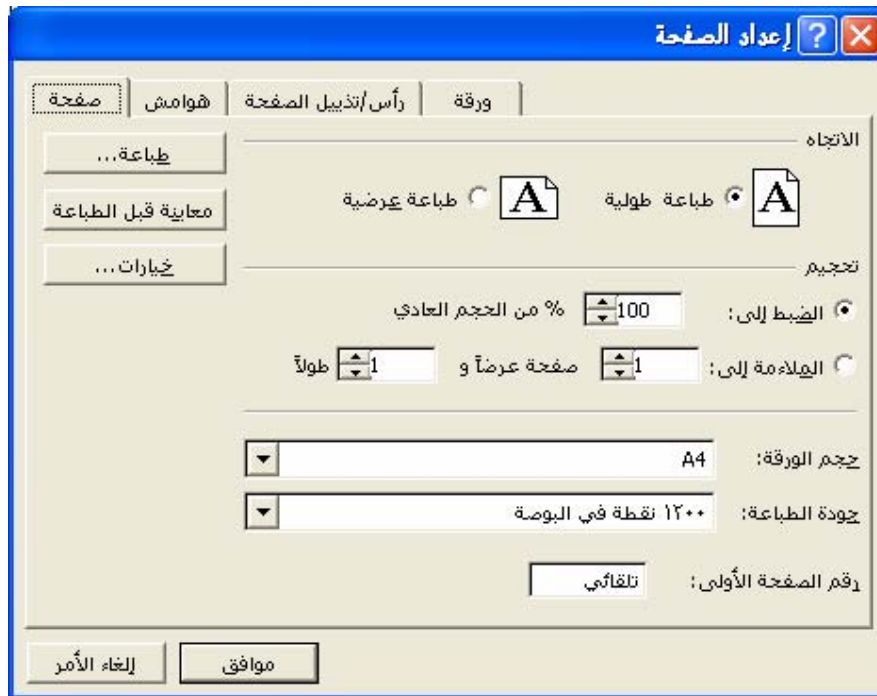 إعداد الصفحة
صفحة هوامش رأس/تذييل الصفحة ورقة
الاتجاه
طباعة طولية
طباعة عرضية
طباعة...
معاينة قبل الطباعة
خيارات...
تحجيم
الضبط إلى: 100 % من الحجم العادي
الملاءمة إلى: 1 صفحة عرضاً و 1 طولاً
حجم الورقة: A4
جودة الطباعة: ١٢٠٠ نقطة في البوصة
رقم الصفحة الأولى: تلقائي
موافق
إلغاء الأمر